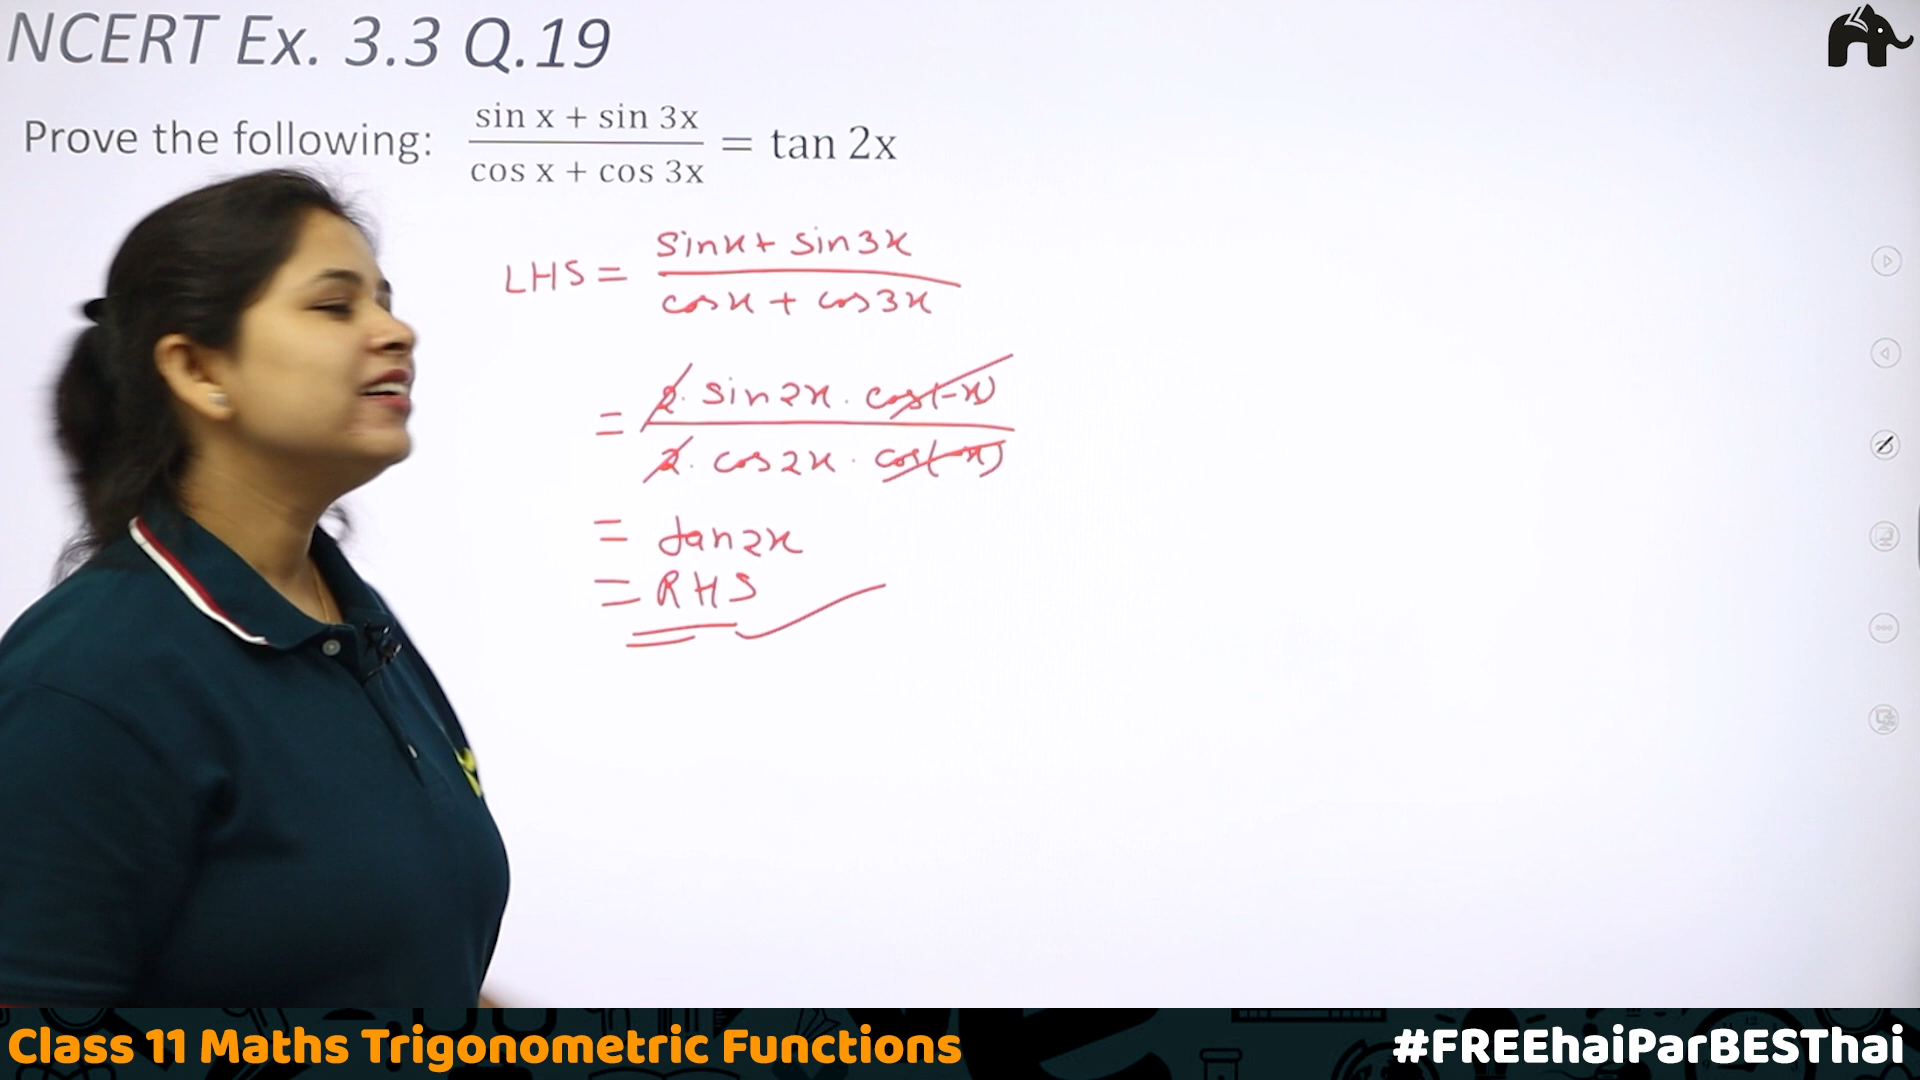 NCERT Ex. 3.3 Q.19
Prove the following: (sin x + sin 3x)/(cos x + cos 3x) = tan 2x
LHS = (sinx + sin3x)/(cosx + cos3x)
= (2. sin2x . cos(-x))/(2. cos2x . cos(-x))
= tan2x
= RHS
Class 11 Maths Trigonometric Functions
#FREEhaiParBESThai